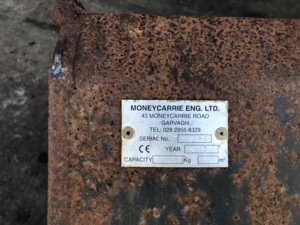 MONEYCARRIE ENG. LTD.
43 MONEYCARRIE ROAD
GARVAGH
TEL: 028 2955 8329
SERIAL No.
CE YEAR
CAPACITY Kg m³